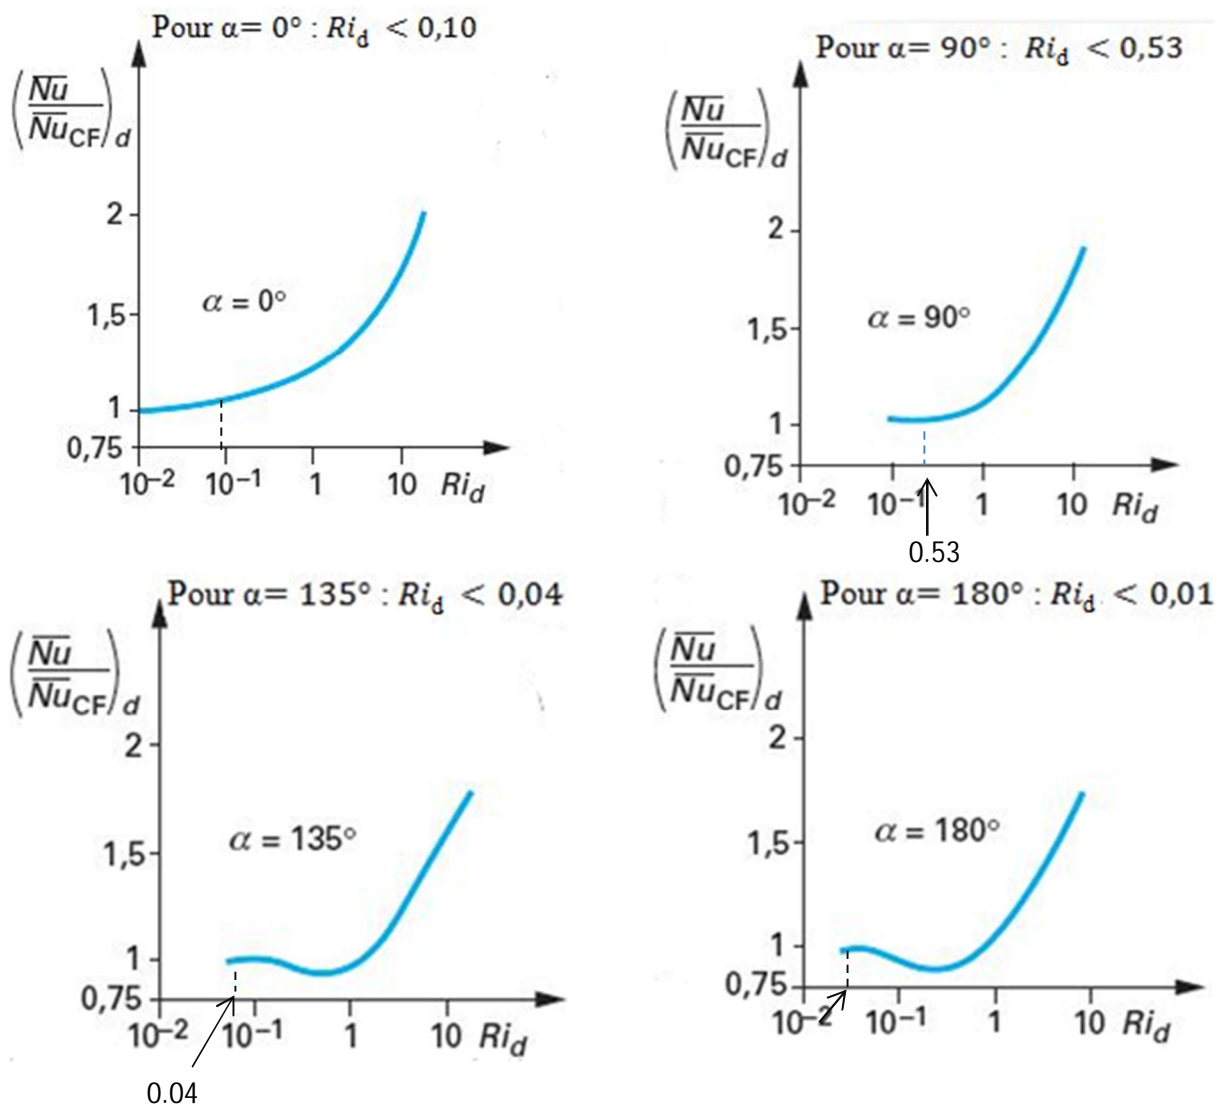 Pour α= 0° : Ri_d < 0,10
(Nu/Nu_CF)_d
2
1,5
1
0,75
α = 0°
10⁻² 10⁻¹ 1 10 Ri_d
Pour α= 90° : Ri_d < 0,53
(Nu/Nu_CF)_d
2
1,5
1
0,75
α = 90°
10⁻² 10⁻¹ 1 10 Ri_d
0.53
Pour α= 135° : Ri_d < 0,04
(Nu/Nu_CF)_d
2
1,5
1
0,75
α = 135°
10⁻² 10⁻¹ 1 10 Ri_d
0.04
Pour α= 180° : Ri_d < 0,01
(Nu/Nu_CF)_d
2
1,5
1
0,75
α = 180°
10⁻² 10⁻¹ 1 10 Ri_d